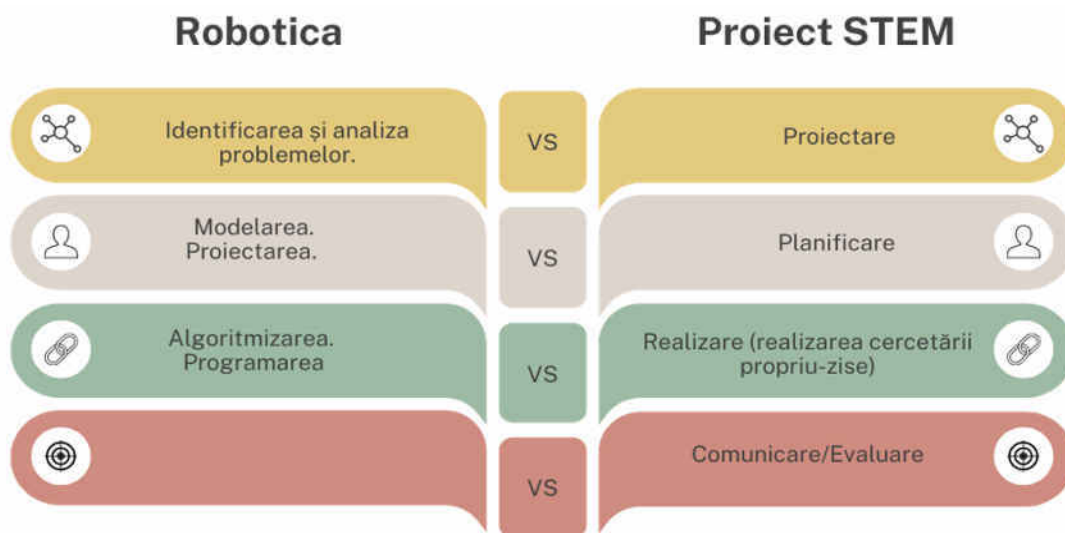 Robotica
Proiect STEM
Identificarea și analiza
problemelor.
VS
Proiectare
Modelarea.
Proiectarea.
VS
Planificare
Algoritmizarea.
Programarea
VS
Realizare (realizarea cercetării
propriu-zise)
VS
Comunicare/Evaluare